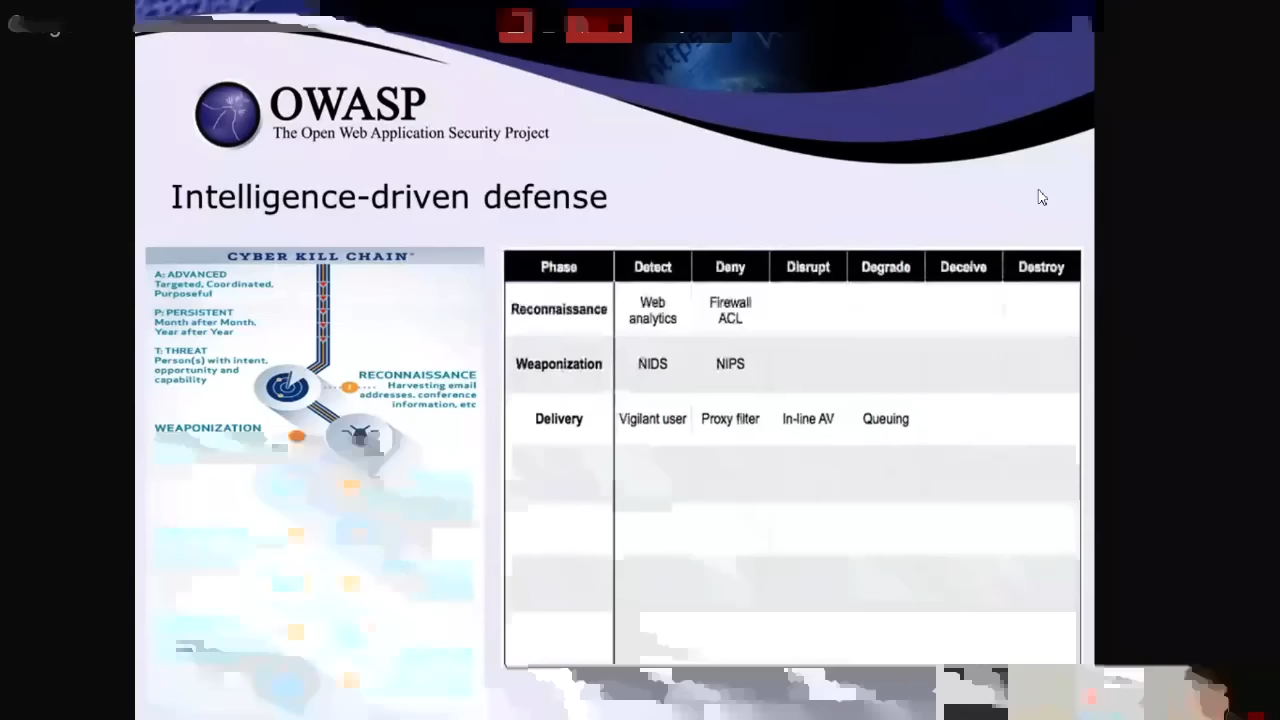 https
OWASP
The Open Web Application Security Project
Intelligence-driven defense
CYBER KILL CHAIN™
A: ADVANCED
Targeted, Coordinated,
Purposeful
P: PERSISTENT
Month after Month,
Year after Year
T: THREAT
Person(s) with intent,
opportunity and
capability
1
RECONNAISSANCE
Harvesting email
addresses, conference
information, etc
WEAPONIZATION
Phase Detect Deny Disrupt Degrade Deceive Destroy
Reconnaissance Web analytics Firewall ACL
Weaponization NIDS NIPS
Delivery Vigilant user Proxy filter In-line AV Queuing